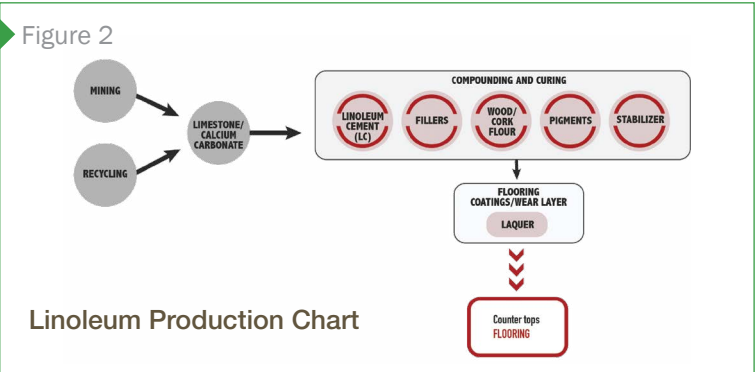 Figure 2
MINING
RECYCLING
LIMESTONE/
CALCIUM
CARBONATE
COMPOUNDING AND CURING
LINOLEUM
CEMENT
(LC)
FILLERS
WOOD/
CORK
FLOUR
PIGMENTS
STABILIZER
FLOORING
COATINGS/WEAR LAYER
LAQUER
Counter tops
FLOORING
Linoleum Production Chart